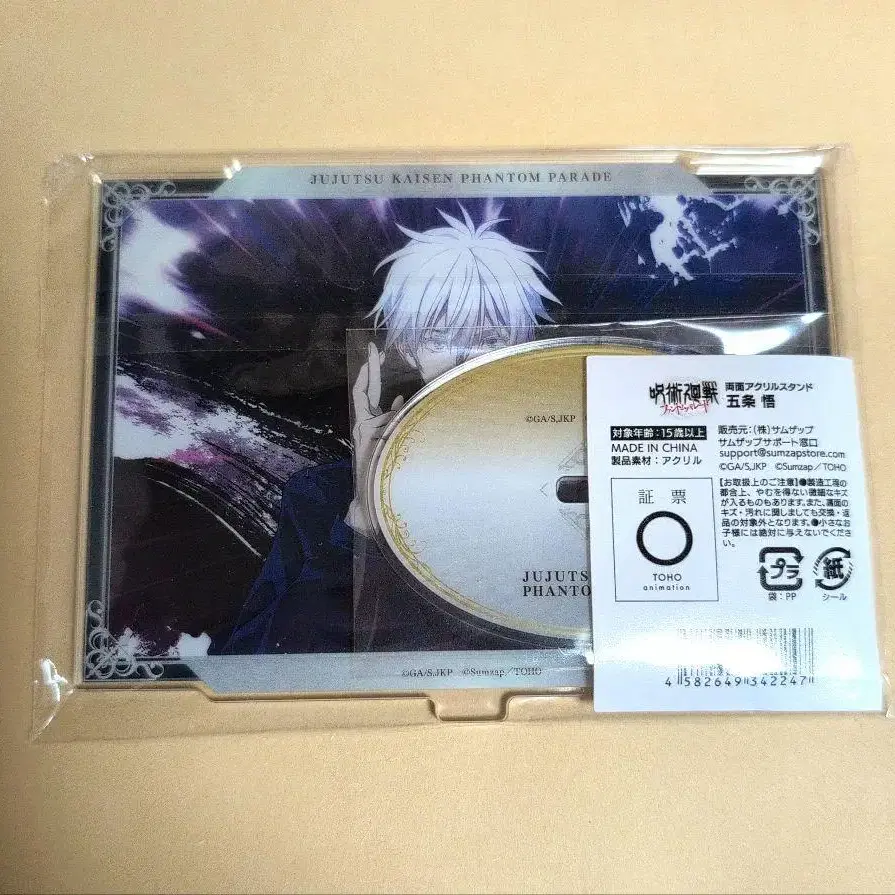 JUJUTSU KAISEN PHANTOM PARADE
©GA/S,JKP
JUJUTS
PHANTO
©GA/S,JKP ©Sumzap／TOHO
呪術廻戦
ファントムパレード
両面アクリルスタンド
五条 悟
対象年齢：15歳以上
MADE IN CHINA
製品素材：アクリル
販売元：(株)サムザップ
サムザップサポート窓口
support@sumzapstore.com
©GA/S,JKP ©Sumzap／TOHO
証 票
TOHO
animation
【お取扱上のご注意】●製造工程の
都合上、やむを得ない微細なキズ
が入るものもあります。また、裏面の
キズ・汚れに関しましても交換・返
品の対象外となります。●小さなお
子様には絶対に与えないでくださ
い。
プラ
袋：PP
紙
シール
4 582649 342247